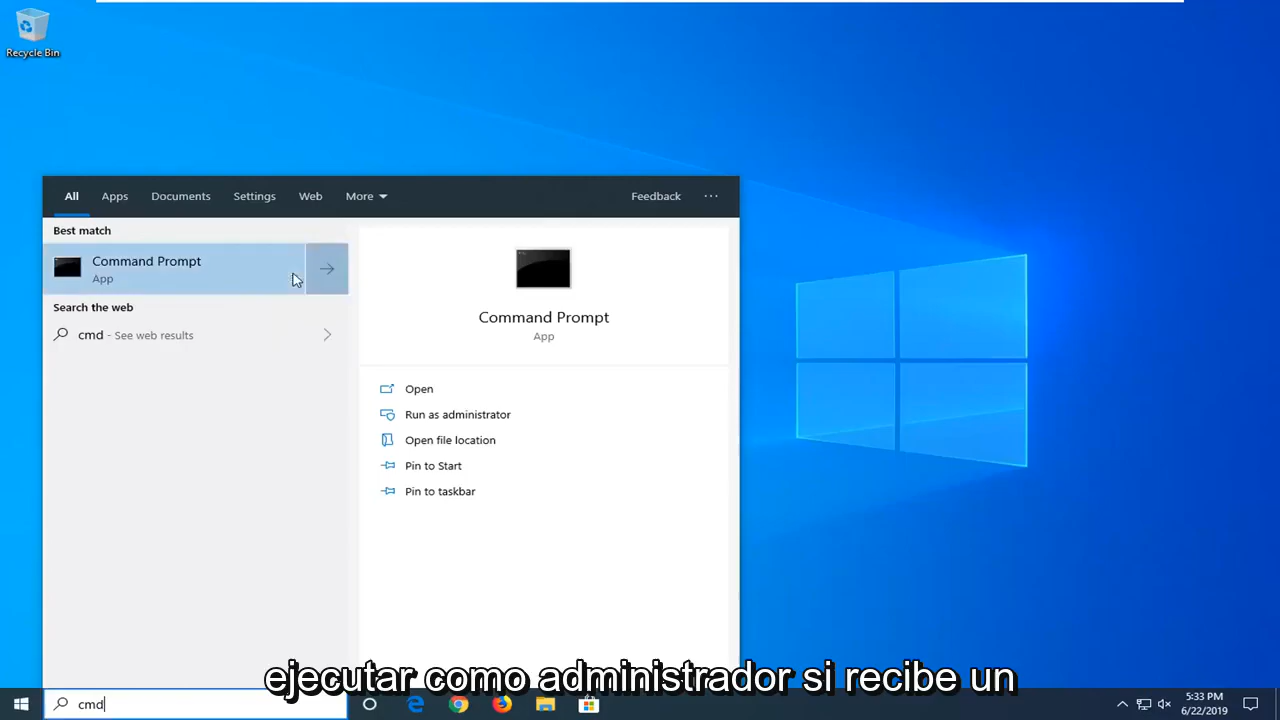 Recycle Bin
All
Apps
Documents
Settings
Web
More
Feedback
Best match
Command Prompt
App
Search the web
cmd - See web results
Command Prompt
App
Open
Run as administrator
Open file location
Pin to Start
Pin to taskbar
ejecutar como administrador si recibe un
cmd
5:33 PM
6/22/2019